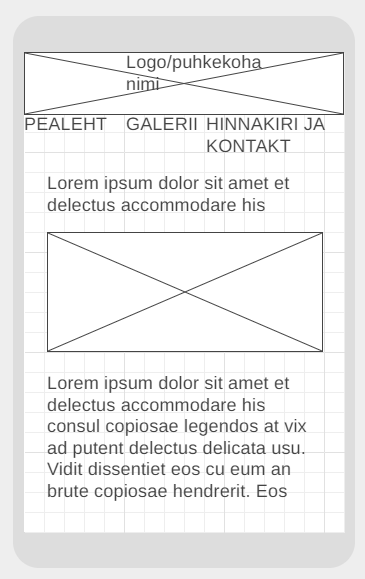 Logo/puhkekoha
nimi
PEALEHT GALERII HINNAKIRI JA
KONTAKT
Lorem ipsum dolor sit amet et
delectus accommodare his
Lorem ipsum dolor sit amet et
delectus accommodare his
consul copiosae legendos at vix
ad putent delectus delicata usu.
Vidit dissentiet eos cu eum an
brute copiosae hendrerit. Eos